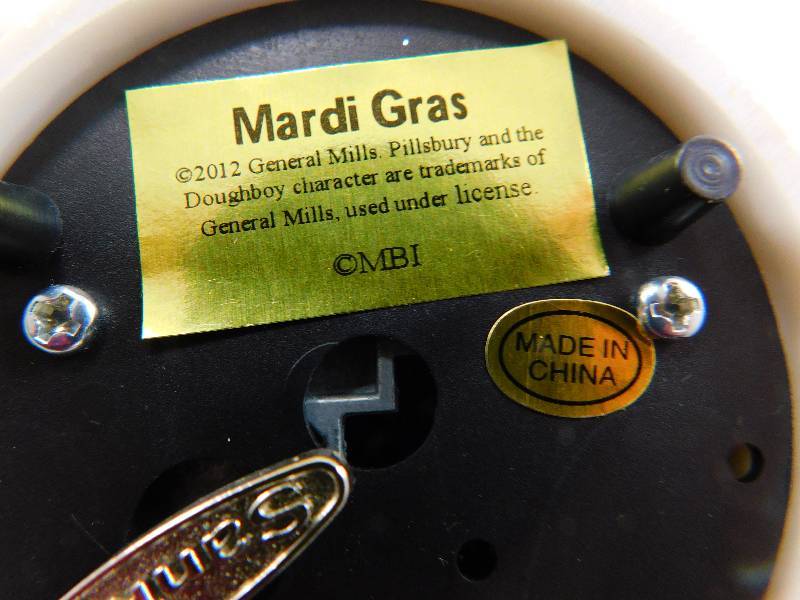 Mardi Gras
©2012 General Mills. Pillsbury and the
Doughboy character are trademarks of
General Mills, used under license.
©MBI
MADE IN
CHINA